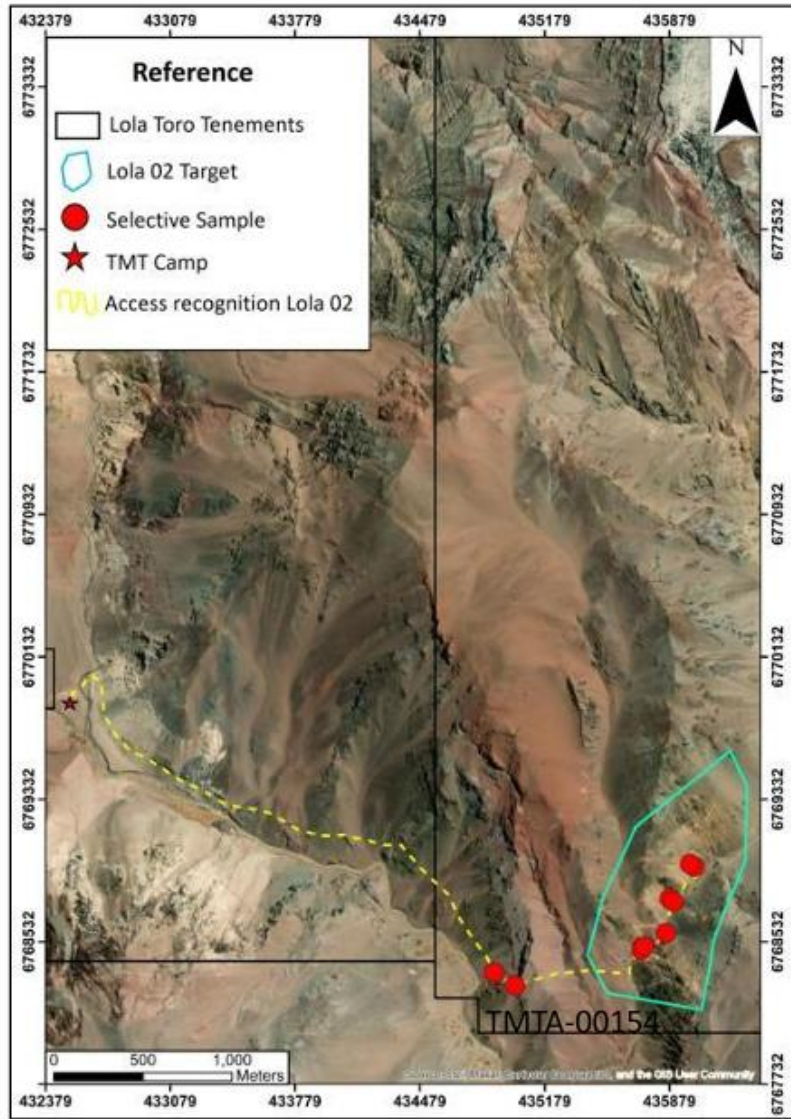 432379 433079 433779 434479 435179 435879
N
Reference
Lola Toro Tenements
Lola 02 Target
Selective Sample
TMT Camp
Access recognition Lola 02
6773332 6773332
6772532 6772532
6771732 6771732
6770932 6770932
6770132 6770132
6769332 6769332
6768532 6768532
6767732 6767732
TMTA-00154
0 500 1,000
Meters
and the GIS User Community
432379 433079 433779 434479 435179 435879